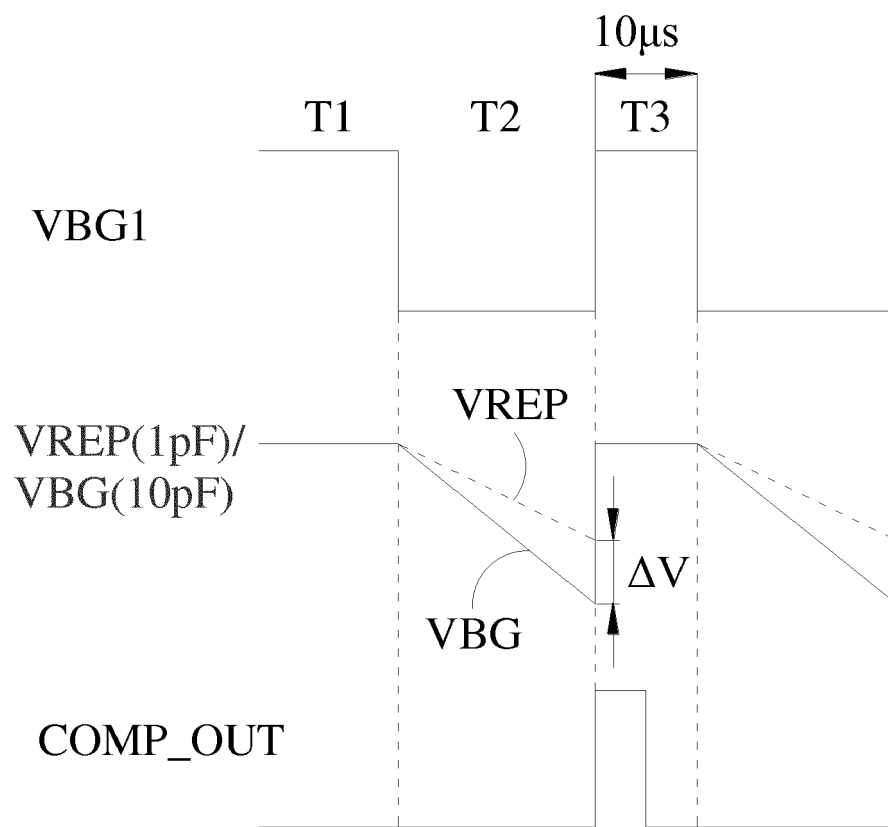 10μs
T1
T2
T3
VBG1
VREP
VREP(1pF)/
VBG(10pF)
ΔV
VBG
COMP_OUT